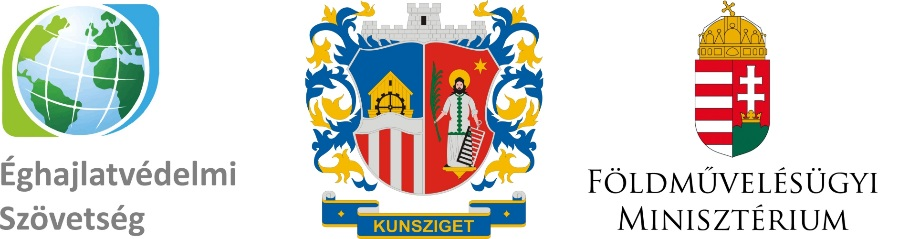 Éghajlatvédelmi
Szövetség
KUNSZIGET
FÖLDMŰVELÉSÜGYI
MINISZTÉRIUM